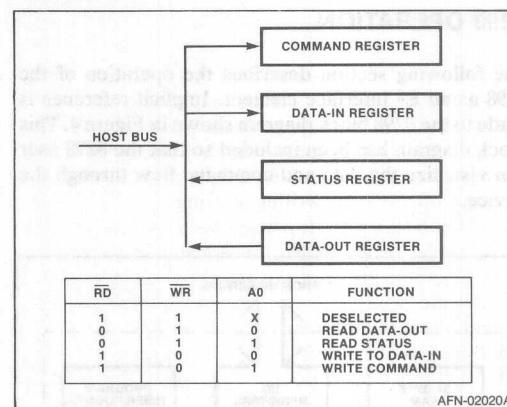 COMMAND REGISTER
DATA-IN REGISTER
HOST BUS
STATUS REGISTER
DATA-OUT REGISTER
RD WR A0 FUNCTION
1 1 X DESELECTED
0 1 0 READ DATA-OUT
0 1 1 READ STATUS
1 0 0 WRITE TO DATA-IN
1 0 1 WRITE COMMAND
AFN-02020A